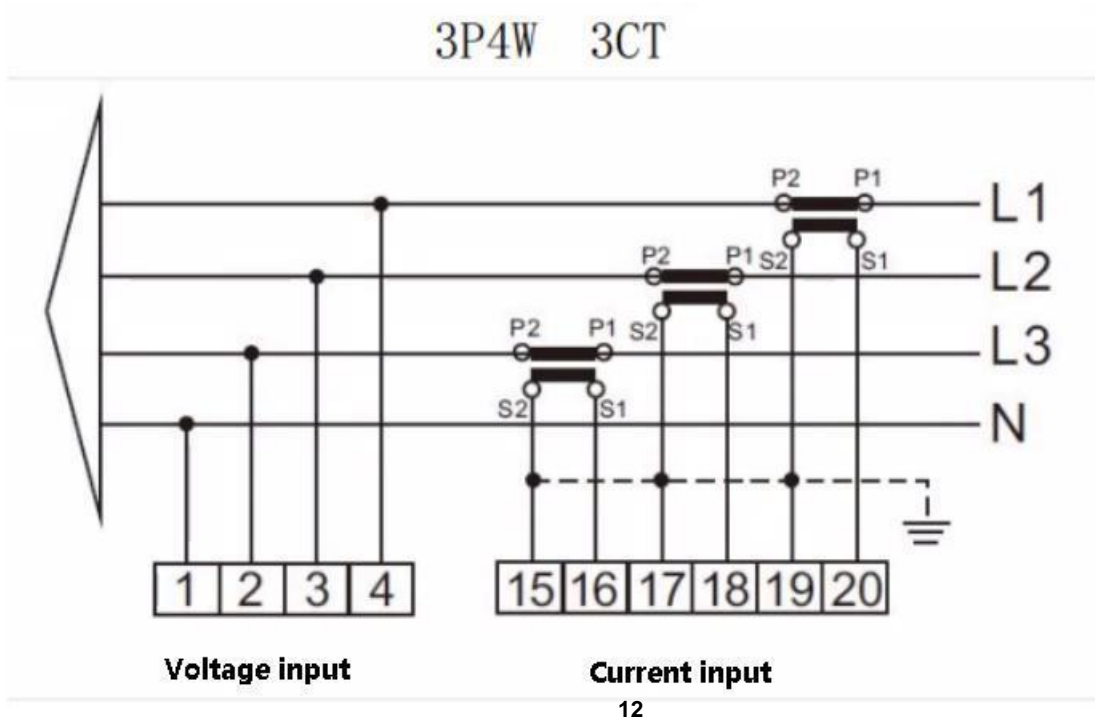 3P4W 3CT
P2 P1 L1
S2 S1
P2 P1 L2
S2 S1
P2 P1 L3
S2 S1
N
1 2 3 4 15 16 17 18 19 20
Voltage input Current input
12